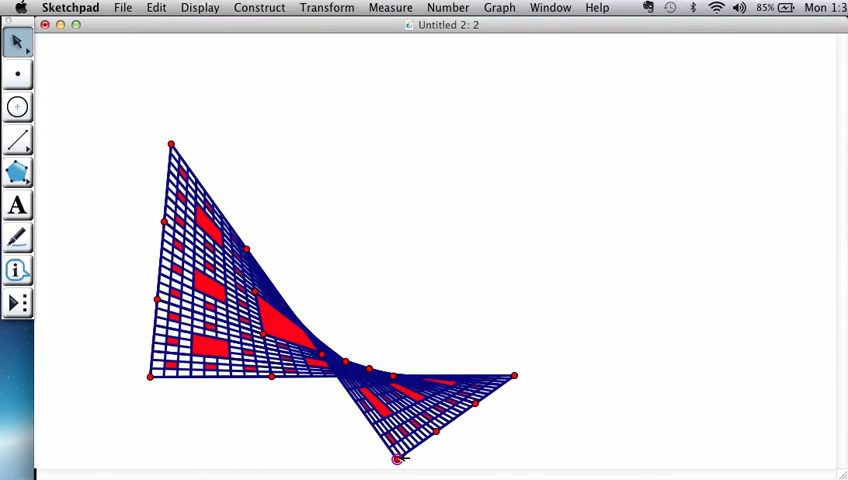 Sketchpad File Edit Display Construct Transform Measure Number Graph Window Help 85% Mon 1:3
Untitled 2: 2
A